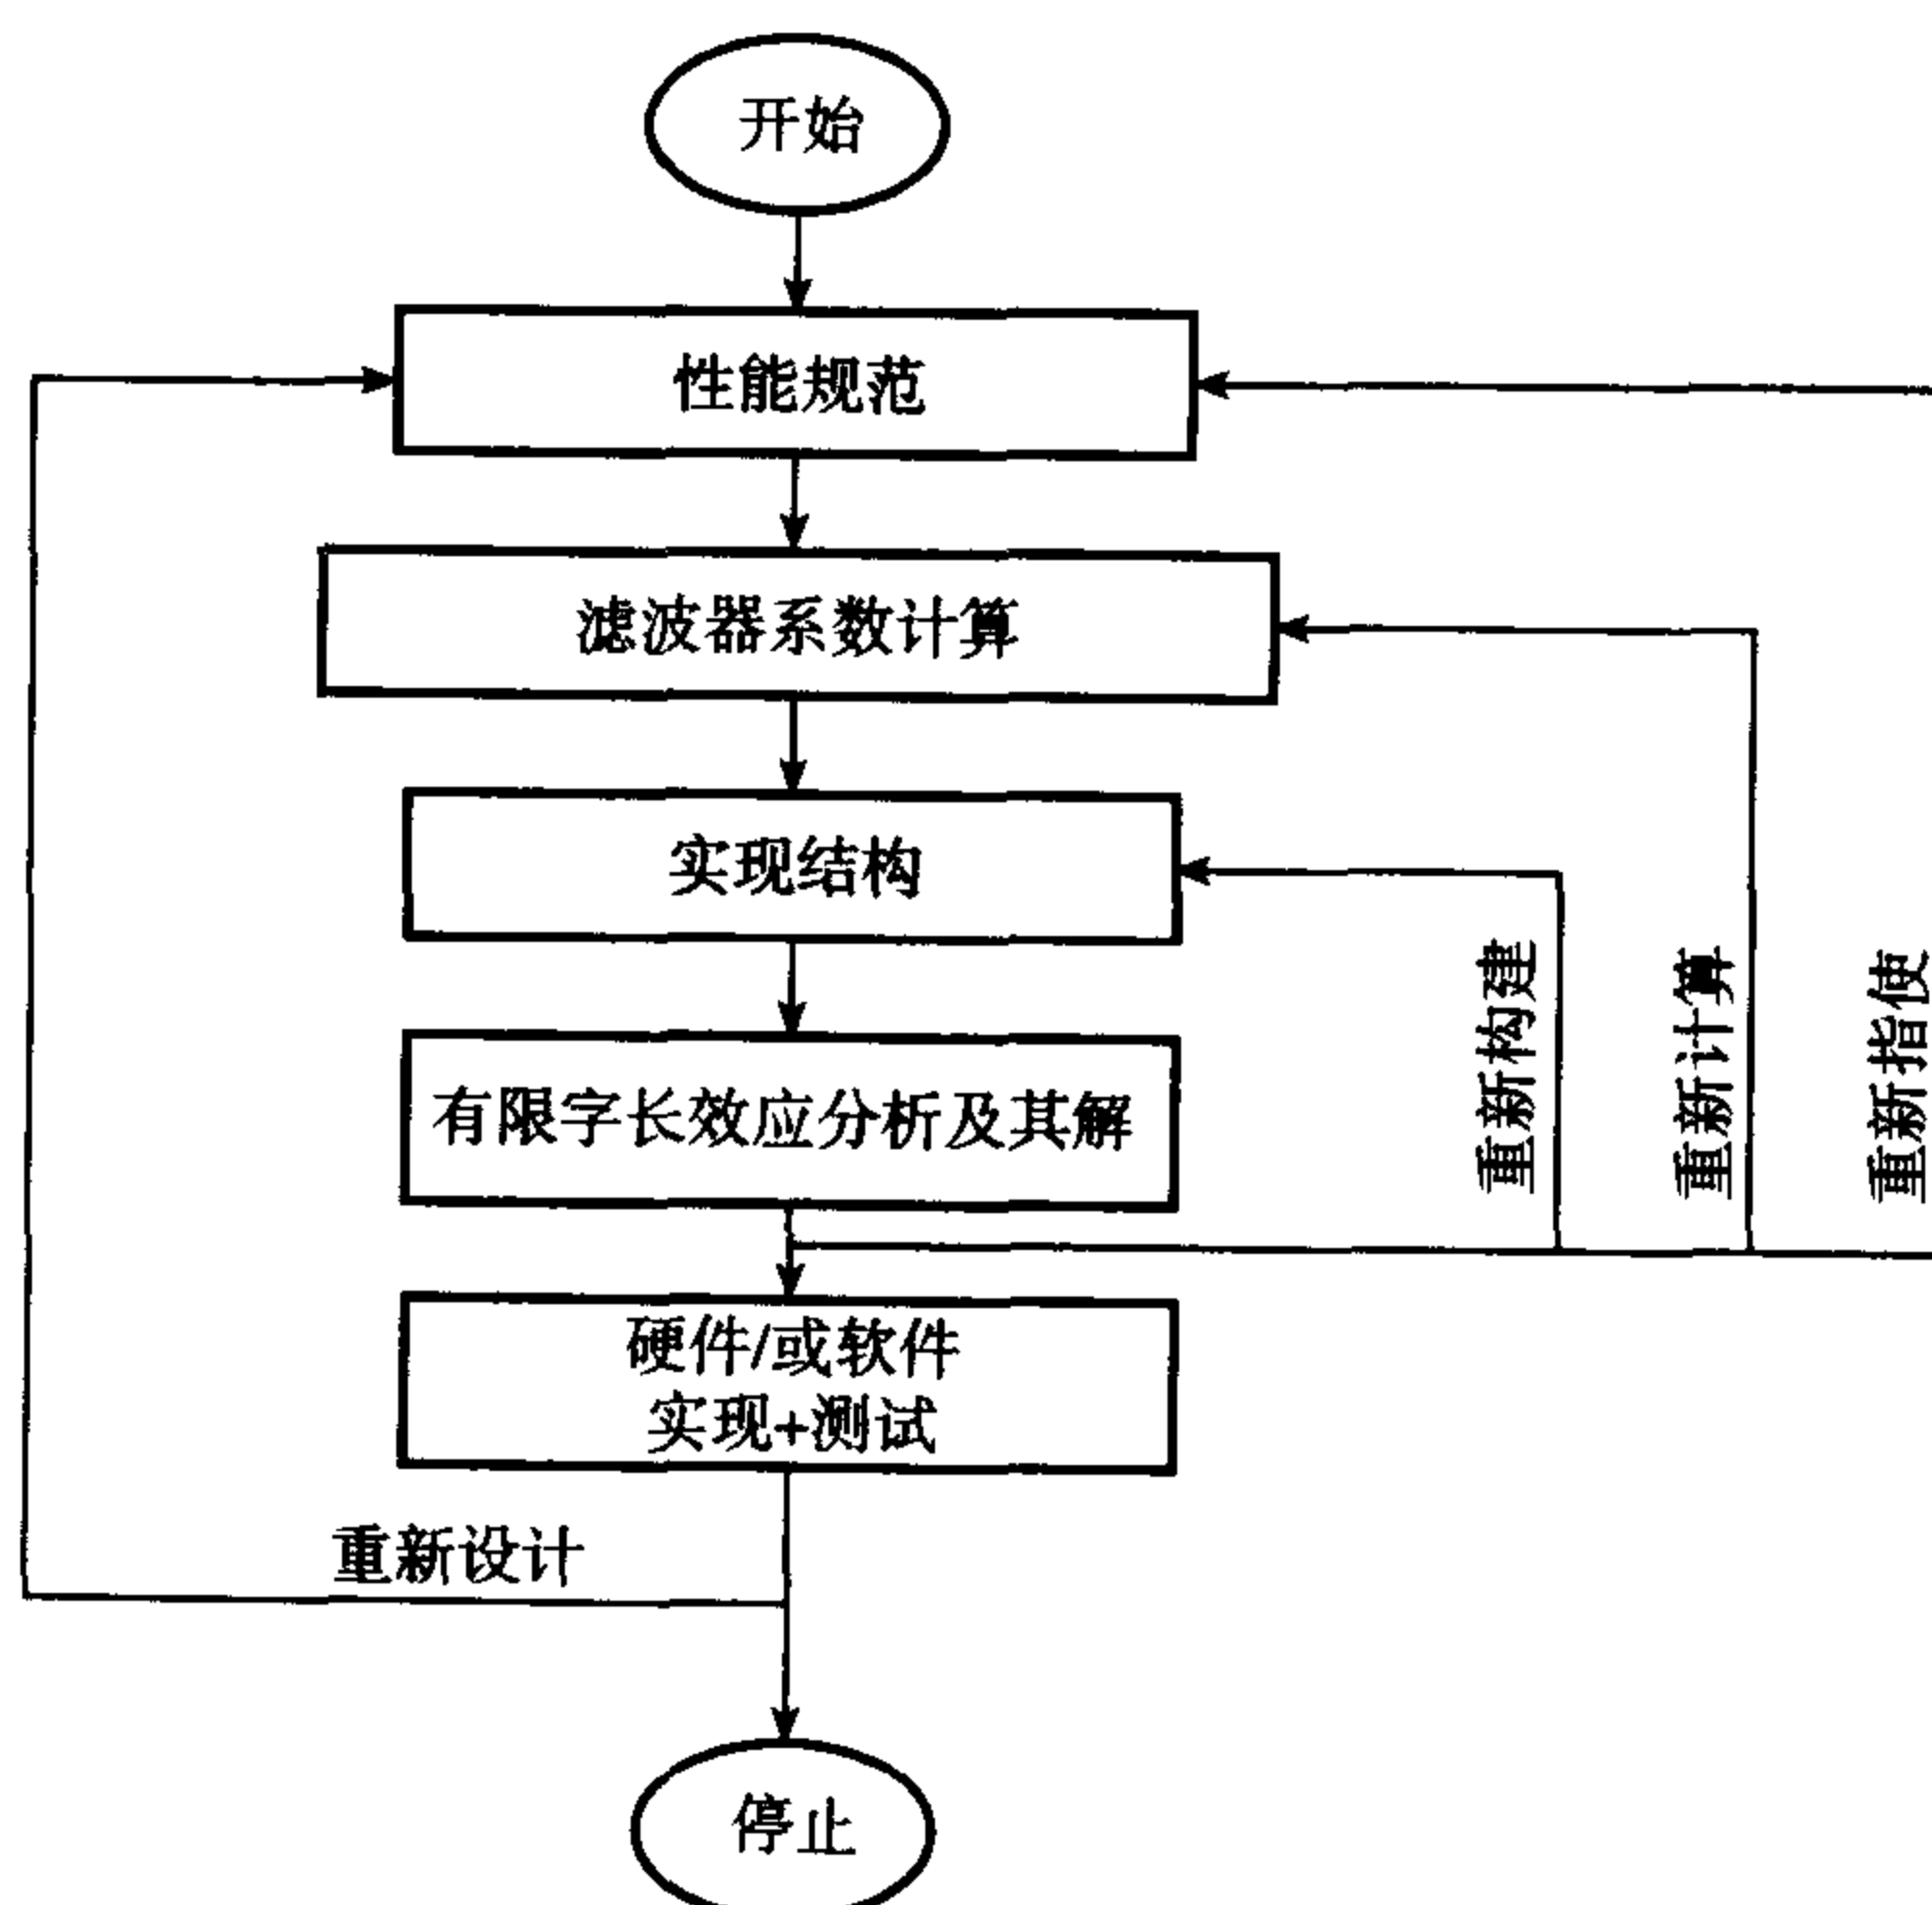 开始
性能规范
滤波器系数计算
实现结构
有限字长效应分析及其解
重新构建
重新计算
重新指使
硬件/或软件
实现+测试
重新设计
停止